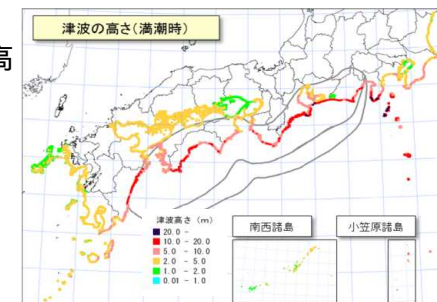 津波の高さ(満潮時)
高
津波高さ (m)
20.0 -
10.0 - 20.0
5.0 - 10.0
2.0 - 5.0
1.0 - 2.0
0.01 - 1.0
南西諸島
小笠原諸島